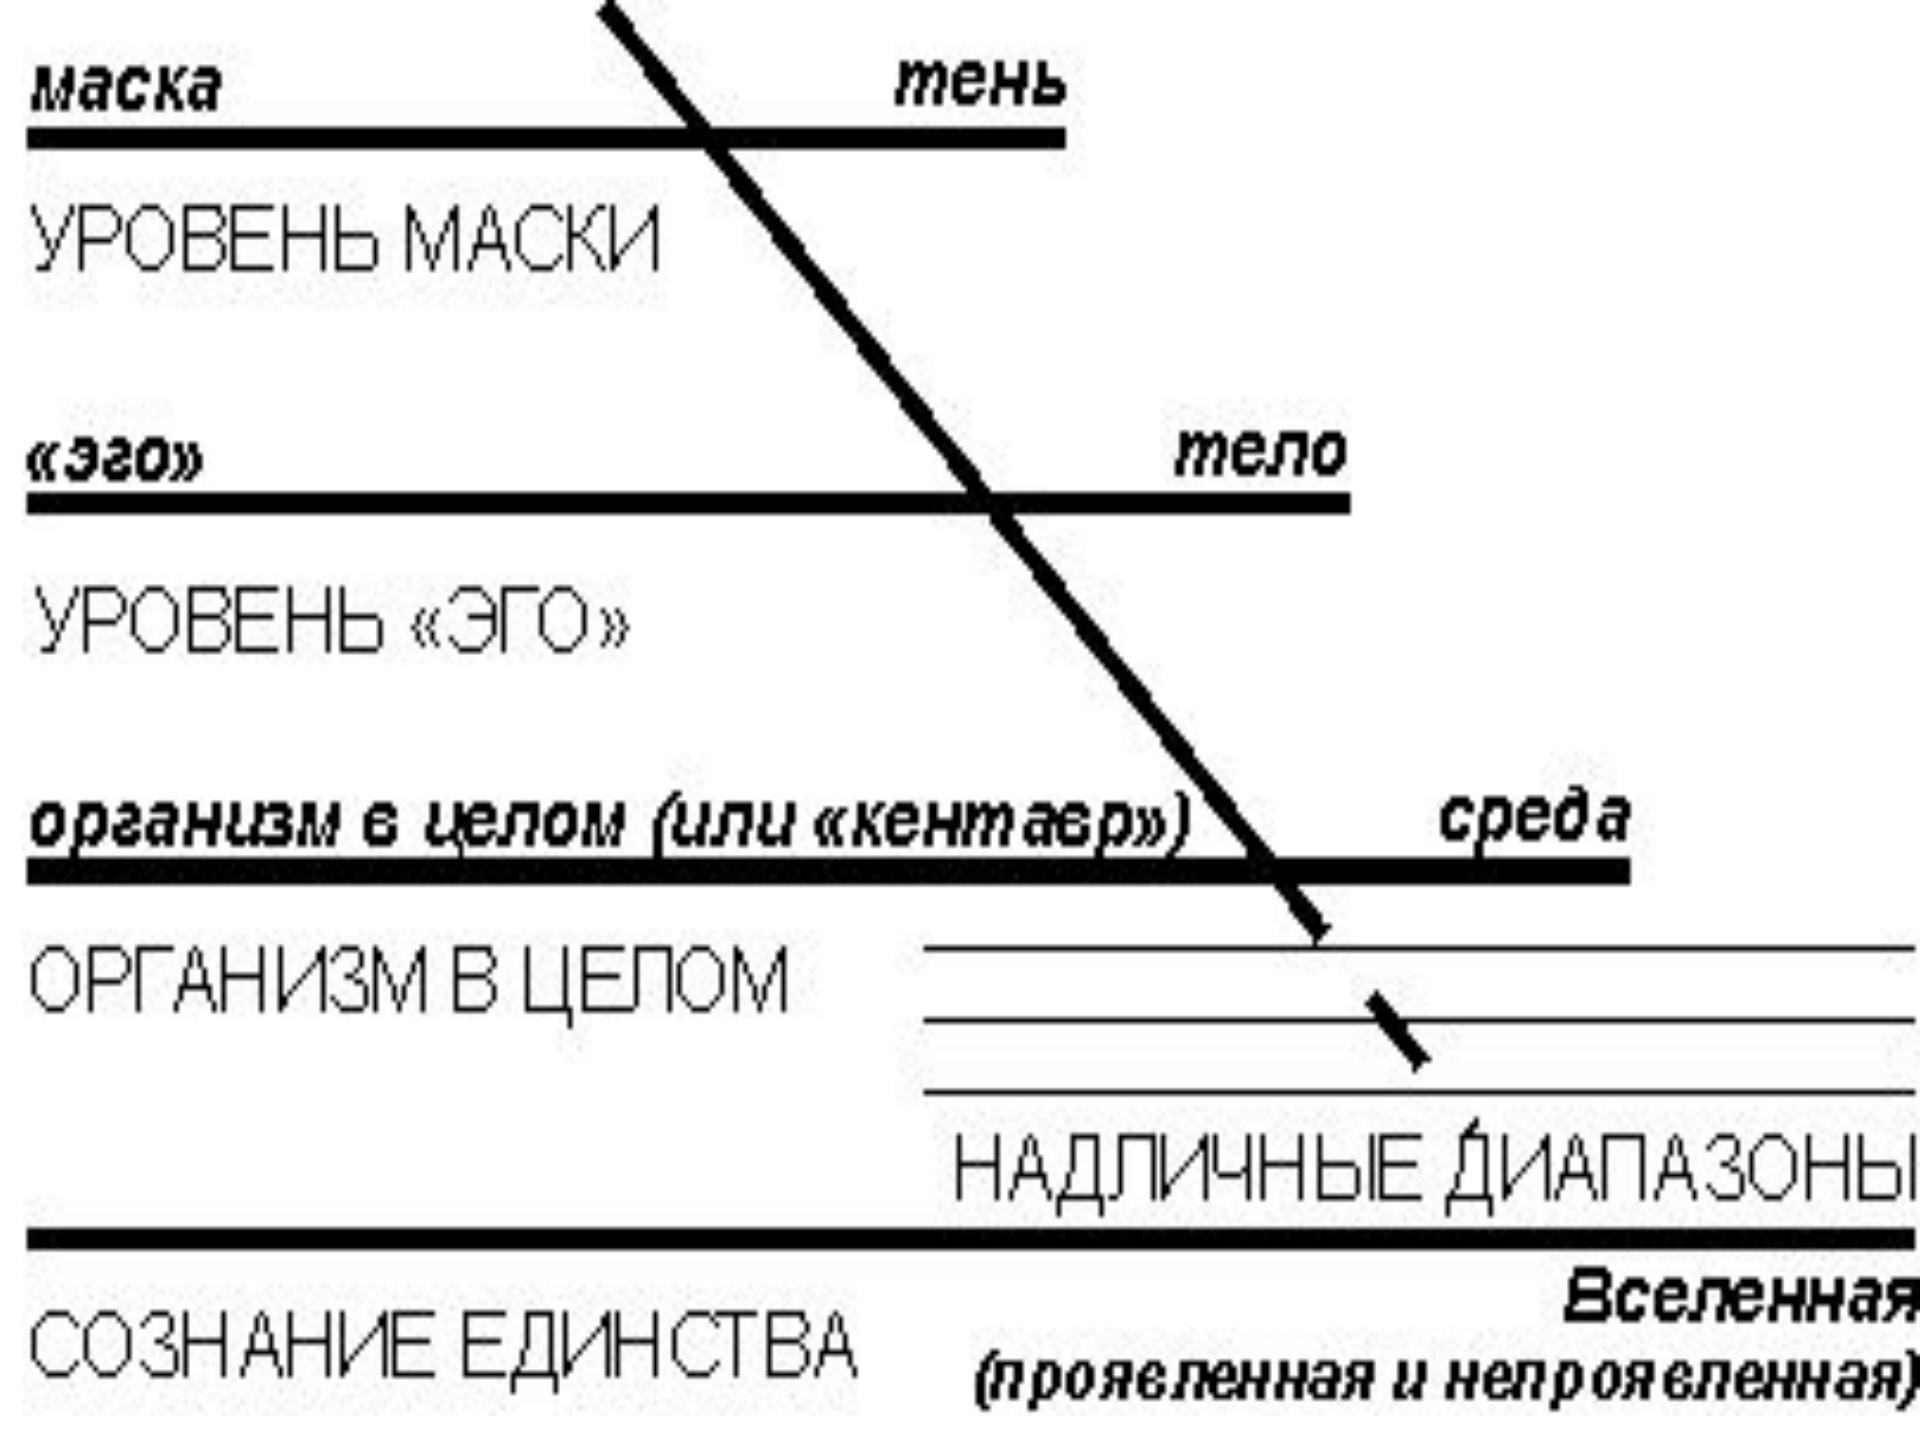 маска тень
УРОВЕНЬ МАСКИ
«эго» тело
УРОВЕНЬ «ЭГО»
организм в целом (или «кентавр») среда
ОРГАНИЗМ В ЦЕЛОМ
НАДЛИЧНЫЕ ДИАПАЗОНЫ
СОЗНАНИЕ ЕДИНСТВА Вселенная
(проявленная и непроявленная)